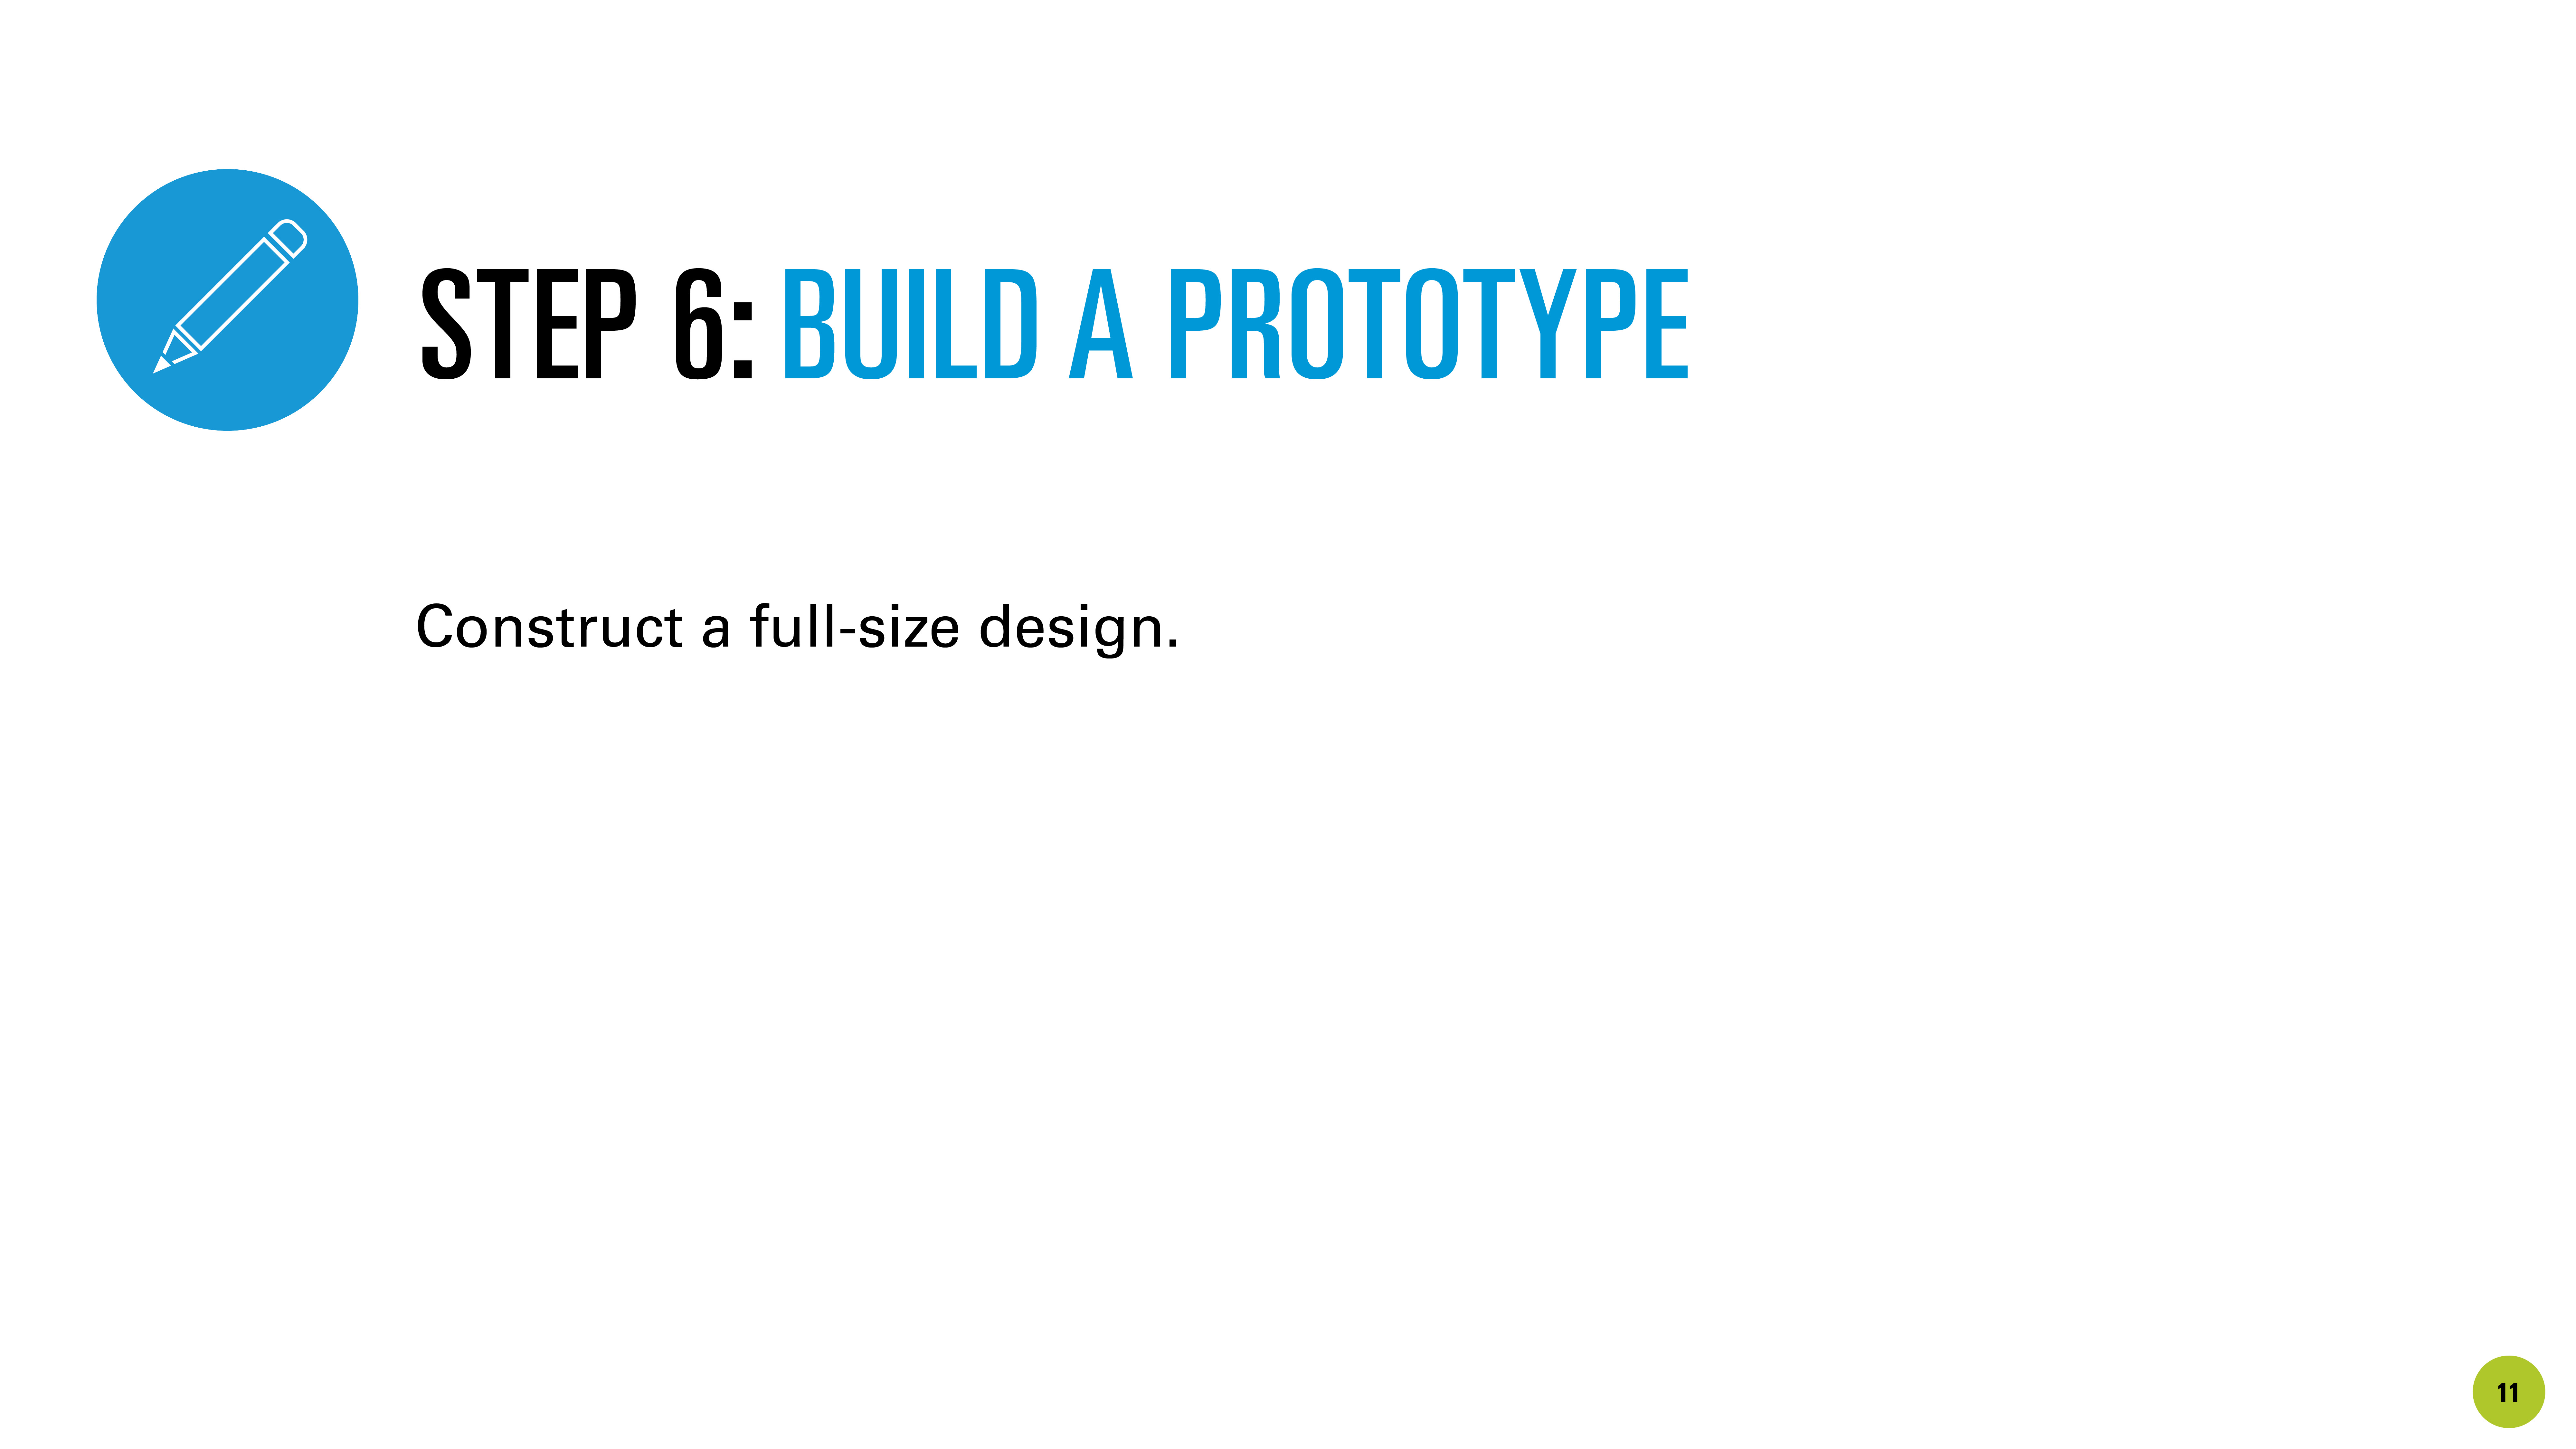 STEP 6: BUILD A PROTOTYPE
Construct a full-size design.
11